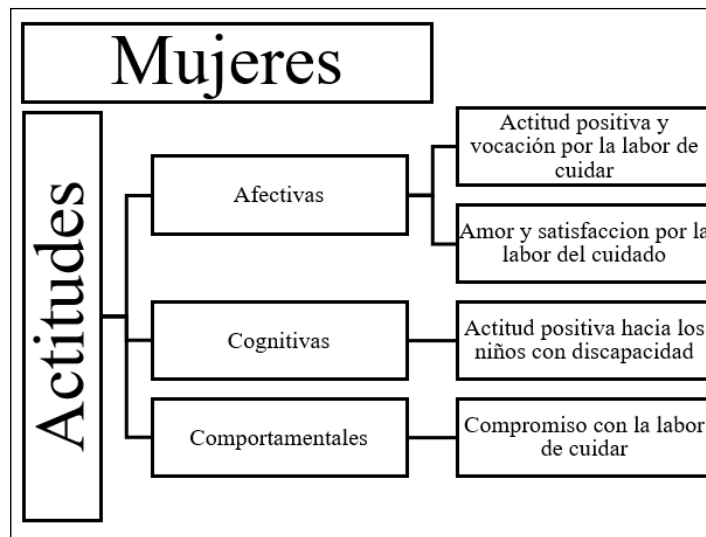 Mujeres
Actitudes
Afectivas
Actitud positiva y
vocación por la labor de
cuidar
Amor y satisfaccion por la
labor del cuidado
Cognitivas
Actitud positiva hacia los
niños con discapacidad
Comportamentales
Compromiso con la labor
de cuidar